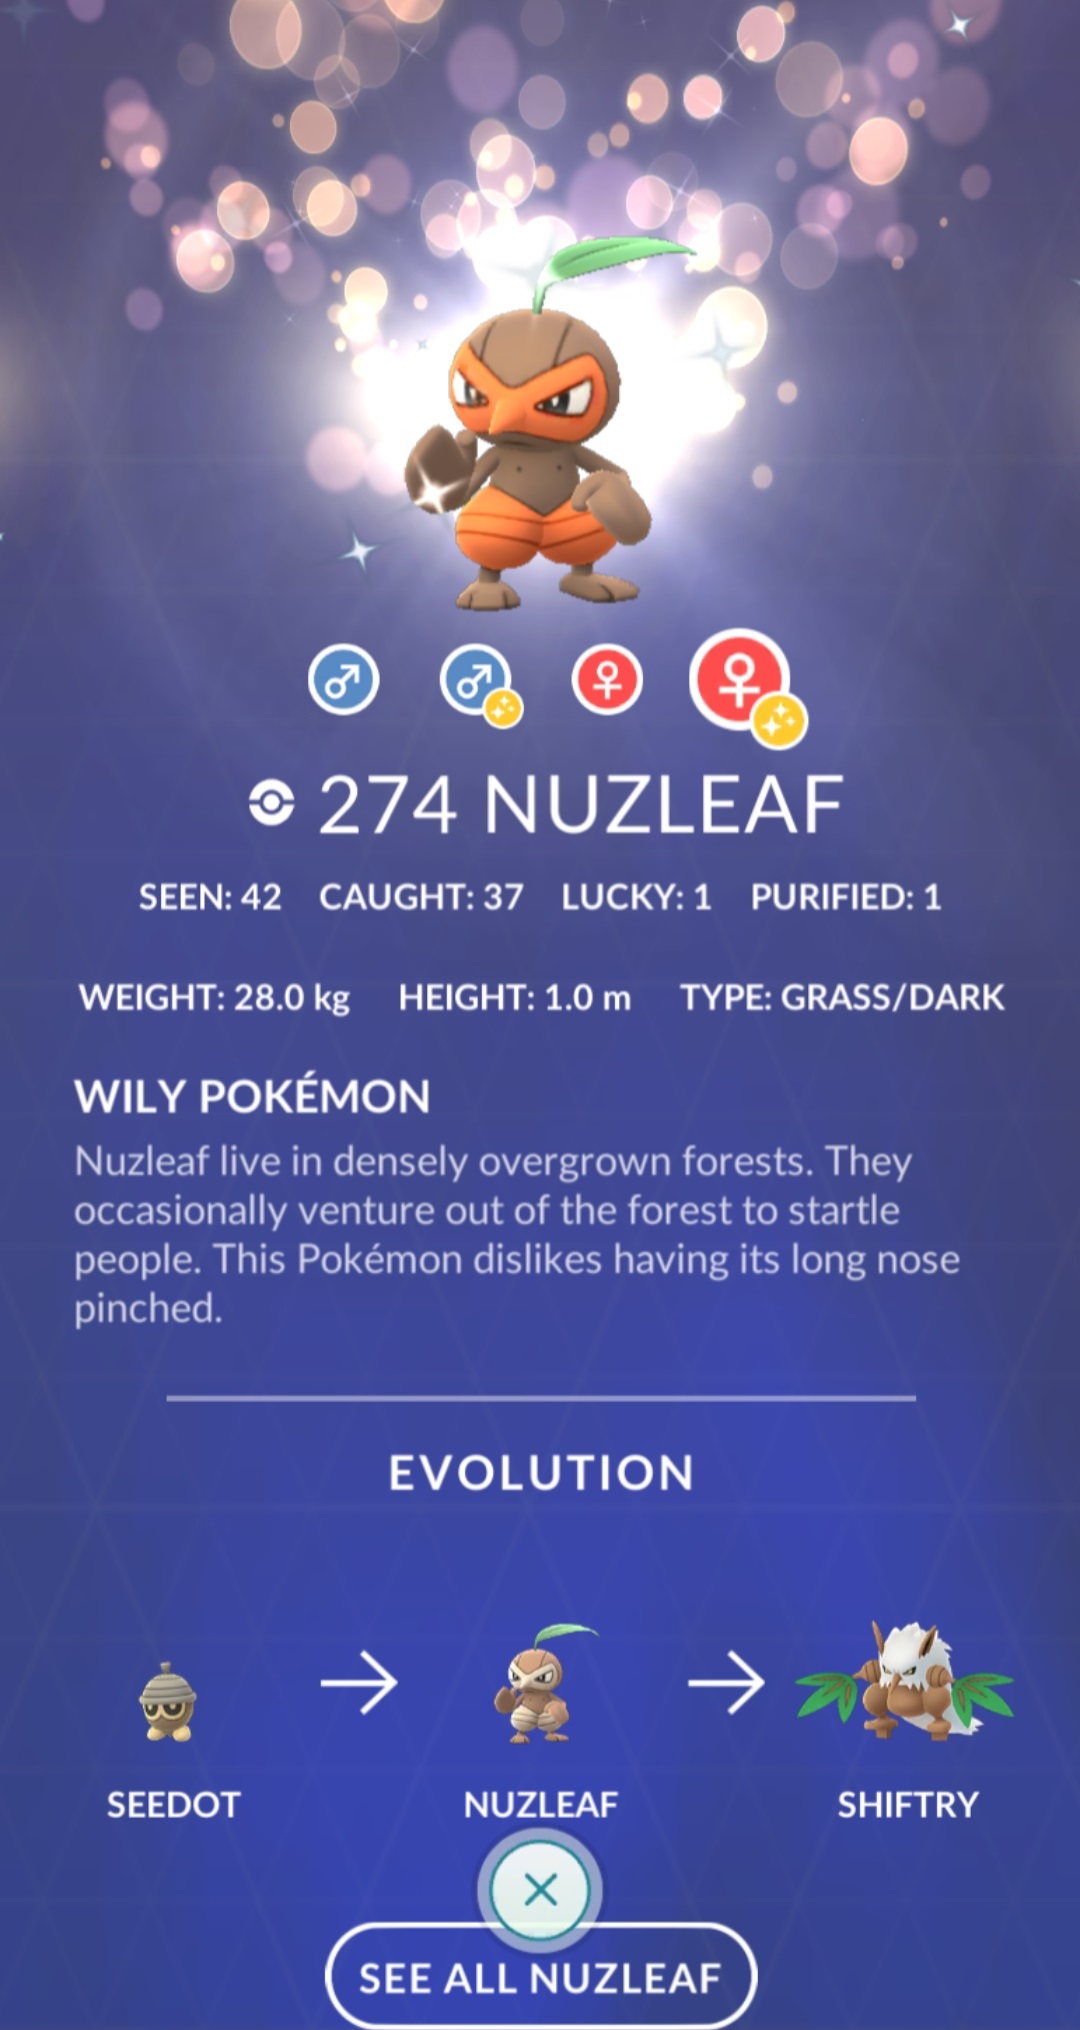 274 NUZLEAF
SEEN: 42 CAUGHT: 37 LUCKY: 1 PURIFIED: 1
WEIGHT: 28.0 kg HEIGHT: 1.0 m TYPE: GRASS/DARK
WILY POKÉMON
Nuzleaf live in densely overgrown forests. They
occasionally venture out of the forest to startle
people. This Pokémon dislikes having its long nose
pinched.
EVOLUTION
SEEDOT NUZLEAF SHIFTRY
SEE ALL NUZLEAF